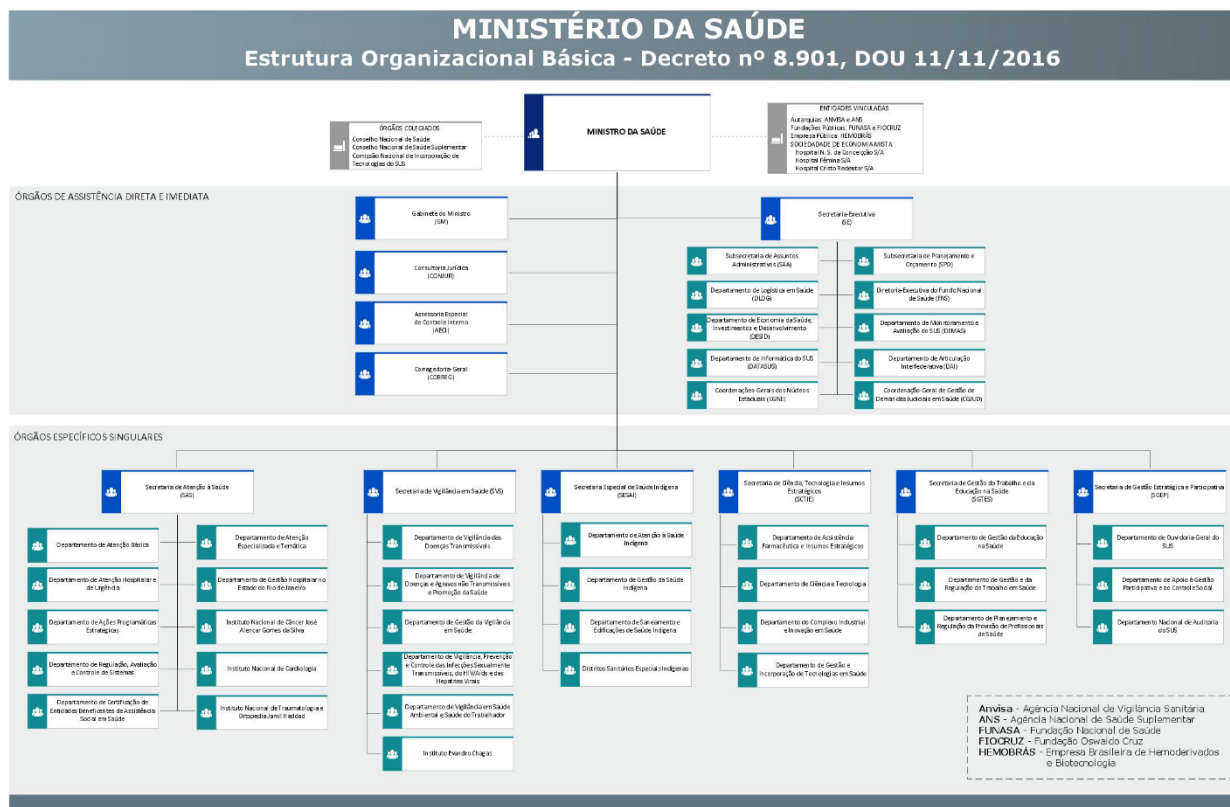 MINISTÉRIO DA SAÚDE
Estrutura Organizacional Básica - Decreto nº 8.901, DOU 11/11/2016
ÓRGÃOS COLEGIADOS
Conselho Nacional de Saúde
Conselho Nacional de Saúde Suplementar
Comissão Nacional de Incorporação de
Tecnologias do SUS
MINISTRO DA SAÚDE
ENTIDADES VINCULADAS
Autarquias: ANVISA e ANS
Fundações Públicas: FUNASA e FIOCRUZ
Empresa Pública: HEMOBRÁS
SOCIEDADADE DE ECONOMIA MISTA:
Hospital N. S. da Conceicção S/A
Hospital Fêmina S/A
Hospital Cristo Redentor S/A
ÓRGÃOS DE ASSISTÊNCIA DIRETA E IMEDIATA
Gabinete do Ministro
(GM)
Consultoria Jurídica
(CONJUR)
Assessoria Especial
de Controle Interno
(AECI)
Corregedoria-Geral
(CORREG)
Secretaria-Executiva
(SE)
Subsecretaria de Assuntos
Administrativos (SAA)
Subsecretaria de Planejamento e
Orçamento (SPO)
Departamento de Logística em Saúde
(DLOG)
Diretoria-Executiva do Fundo Nacional
de Saúde (FNS)
Departamento de Economia da Saúde,
Investimentos e Desenvolvimento
(DESID)
Departamento de Monitoramento e
Avaliação do SUS (DEMAS)
Departamento de Informática do SUS
(DATASUS)
Departamento de Articulação
Interfederativa (DAI)
Coordenações-Gerais dos Núcleos
Estaduais (CGNE)
Coordenação-Geral de Gestão de
Demandas Judiciais em Saúde (CGJUD)
ÓRGÃOS ESPECÍFICOS SINGULARES
Secretaria de Atenção à Saúde
(SAS)
Departamento de Atenção Básica
Departamento de Atenção
Especializada e Temática
Departamento de Atenção Hospitalar e
de Urgência
Departamento de Gestão Hospitalar no
Estado do Rio de Janeiro
Departamento de Ações Programáticas
Estratégicas
Instituto Nacional de Câncer José
Alencar Gomes da Silva
Departamento de Regulação, Avaliação
e Controle de Sistemas
Instituto Nacional de Cardiologia
Departamento de Certificação de
Entidades Beneficentes de Assistência
Social em Saúde
Instituto Nacional de Traumatologia e
Ortopedia Jamil Haddad
Secretaria de Vigilância em Saúde (SVS)
Departamento de Vigilância das
Doenças Transmissíveis
Departamento de Vigilância de
Doenças e Agravos não Transmissíveis
e Promoção da Saúde
Departamento de Gestão da Vigilância
em Saúde
Departamento de Vigilância, Prevenção
e Controle das Infecções Sexualmente
Transmissíveis, do HIV/Aids e das
Hepatites Virais
Departamento de Vigilância em Saúde
Ambiental e Saúde do Trabalhador
Instituto Evandro Chagas
Secretaria Especial de Saúde Indígena
(SESAI)
Departamento de Atenção à Saúde
Indígena
Departamento de Gestão da Saúde
Indígena
Departamento de Saneamento e
Edificações de Saúde Indígena
Distritos Sanitários Especiais Indígenas
Secretaria de Ciência, Tecnologia e Insumos
Estratégicos
(SCTIE)
Departamento de Assistência
Farmacêutica e Insumos Estratégicos
Departamento de Ciência e Tecnologia
Departamento do Complexo Industrial
e Inovação em Saúde
Departamento de Gestão e
Incorporação de Tecnologias em Saúde
Secretaria de Gestão do Trabalho e da
Educação na Saúde
(SGTES)
Departamento de Gestão da Educação
na Saúde
Departamento de Gestão e da
Regulação do Trabalho em Saúde
Departamento de Planejamento e
Regulação da Provisão de Profissionais
de Saúde
Secretaria de Gestão Estratégica e Participativa
(SGEP)
Departamento de Ouvidoria-Geral do
SUS
Departamento de Apoio à Gestão
Participativa e ao Controle Social
Departamento Nacional de Auditoria
do SUS
Anvisa - Agência Nacional de Vigilância Sanitária
ANS - Agência Nacional de Saúde Suplementar
FUNASA - Fundação Nacional de Saúde
FIOCRUZ - Fundação Oswaldo Cruz
HEMOBRÁS - Empresa Brasileira de Hemoderivados
e Biotecnologia